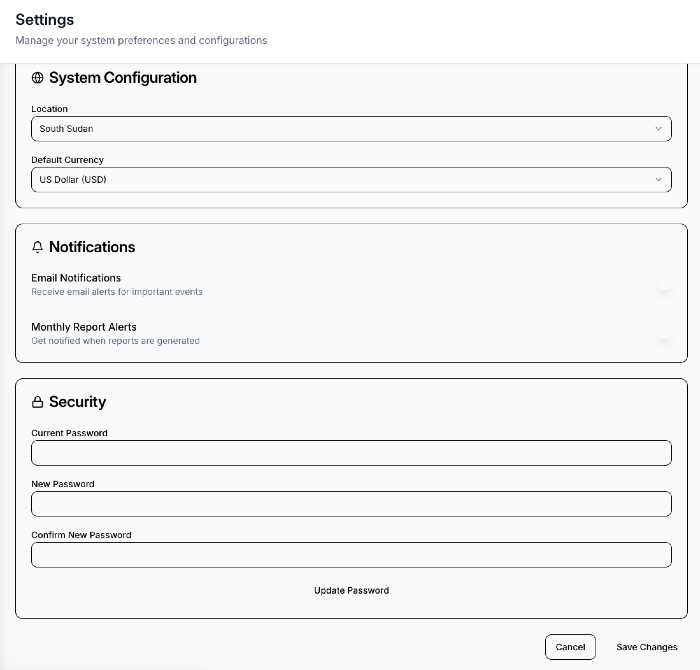 Settings
Manage your system preferences and configurations
System Configuration
Location
South Sudan
Default Currency
US Dollar (USD)
Notifications
Email Notifications
Receive email alerts for important events
Monthly Report Alerts
Get notified when reports are generated
Security
Current Password
New Password
Confirm New Password
Update Password
Cancel
Save Changes